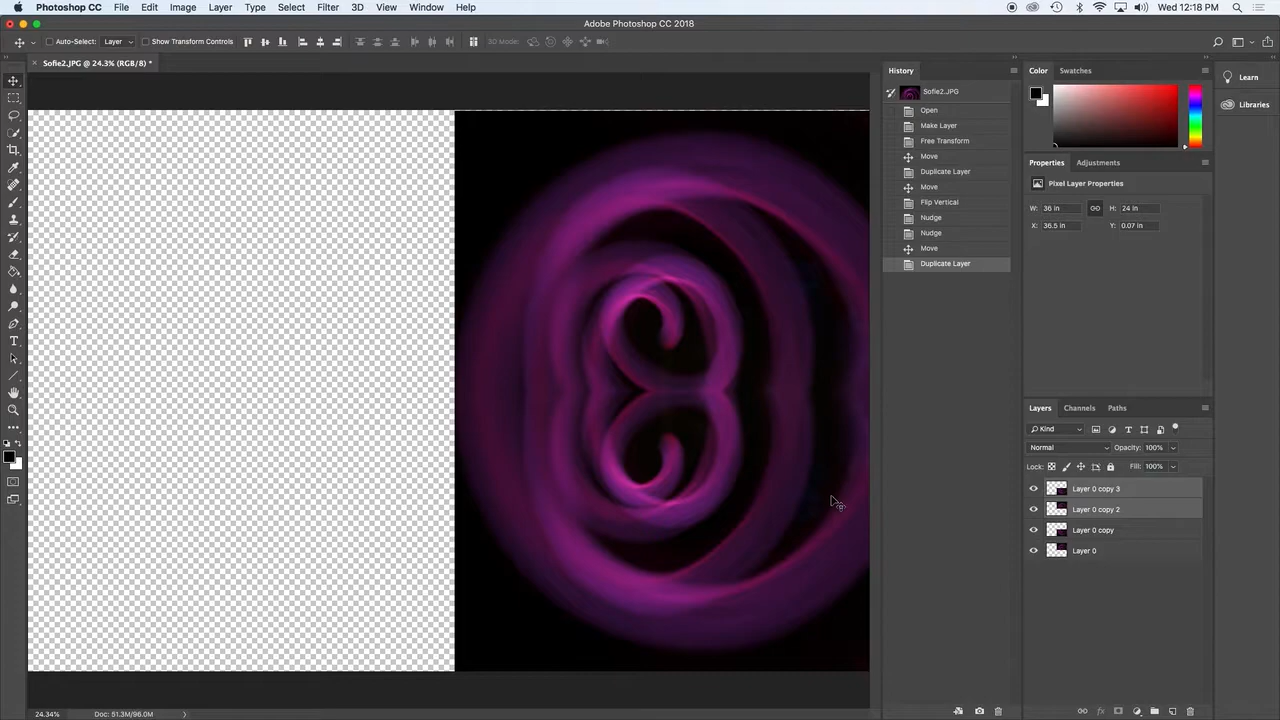 Photoshop CC File Edit Image Layer Type Select Filter 3D View Window Help Wed 12:18 PM
Adobe Photoshop CC 2018
Auto-Select: Layer Show Transform Controls 3D Mode:
Sofie2.JPG @ 24.3% (RGB/8) *
History
Sofie2.JPG
Open
Make Layer
Free Transform
Move
Duplicate Layer
Move
Flip Vertical
Nudge
Nudge
Move
Duplicate Layer
Color Swatches
Learn
Libraries
Properties Adjustments
Pixel Layer Properties
W: 36 in H: 24 in
X: 36.5 in Y: 0.07 in
Layers Channels Paths
Kind
Normal Opacity: 100%
Lock: Fill: 100%
Layer 0 copy 3
Layer 0 copy 2
Layer 0 copy
Layer 0
24.34% Doc: 51.3M/96.0M